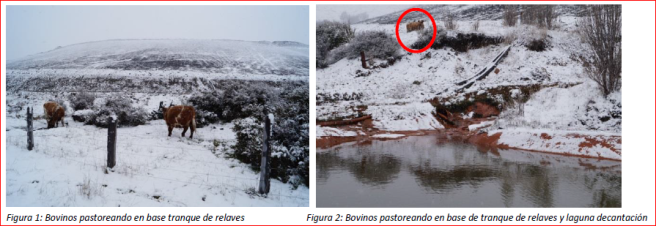 Figura 1: Bovinos pastoreando en base tranque de relaves
Figura 2: Bovinos pastoreando en base de tranque de relaves y laguna decantación